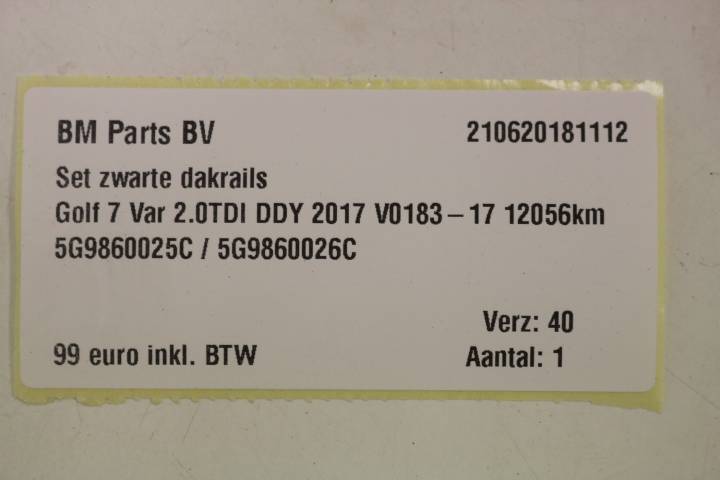 BM Parts BV 210620181112
Set zwarte dakrails
Golf 7 Var 2.0TDI DDY 2017 V0183-17 12056km
5G9860025C / 5G9860026C
Verz: 40
99 euro inkl. BTW Aantal: 1